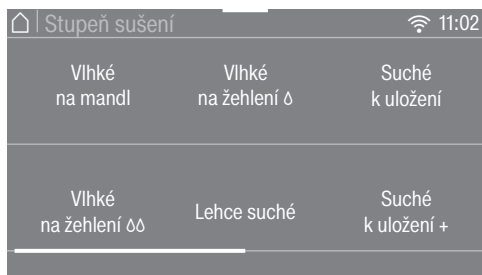 Stupeň sušení 11:02
Vlhké na mandl
Vlhké na žehlení
Suché k uložení
Vlhké na žehlení
Lehce suché
Suché k uložení +